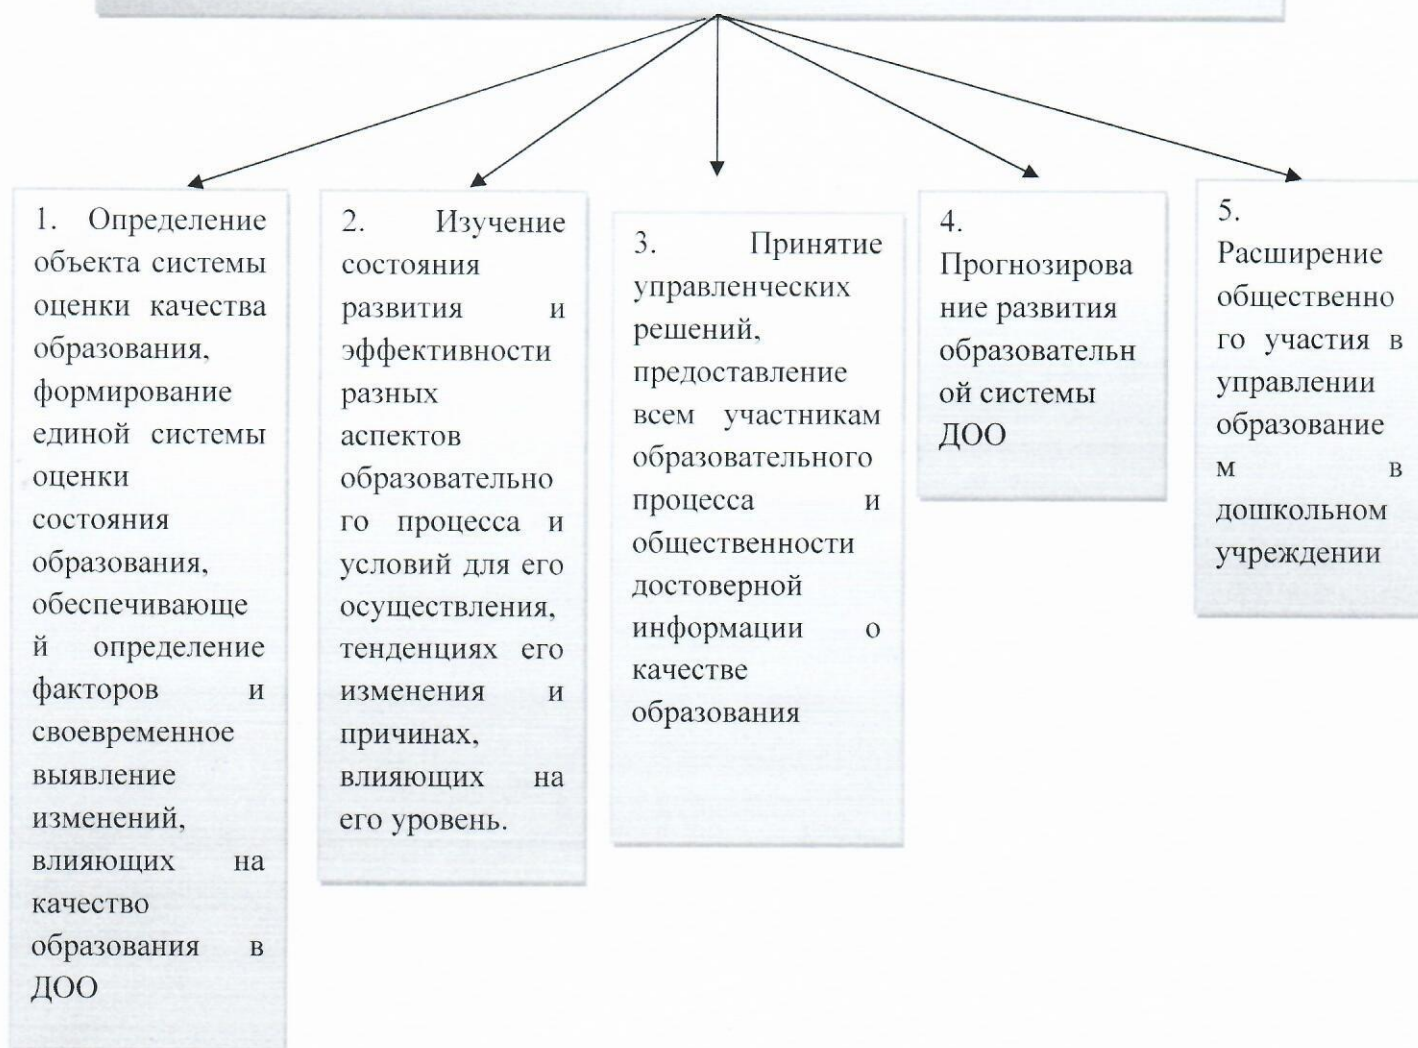 1. Определение
объекта системы
оценки качества
образования,
формирование
единой системы
оценки
состояния
образования,
обеспечивающе
й определение
факторов и
своевременное
выявление
изменений,
влияющих на
качество
образования в
ДОО
2. Изучение
состояния
развития и
эффективности
разных
аспектов
образовательно
го процесса и
условий для его
осуществления,
тенденциях его
изменения и
причинах,
влияющих на
его уровень.
3. Принятие
управленческих
решений,
предоставление
всем участникам
образовательного
процесса и
общественности
достоверной
информации о
качестве
образования
4.
Прогнозирова
ние развития
образовательн
ой системы
ДОО
5.
Расширение
общественно
го участия в
управлении
образование
м в
дошкольном
учреждении